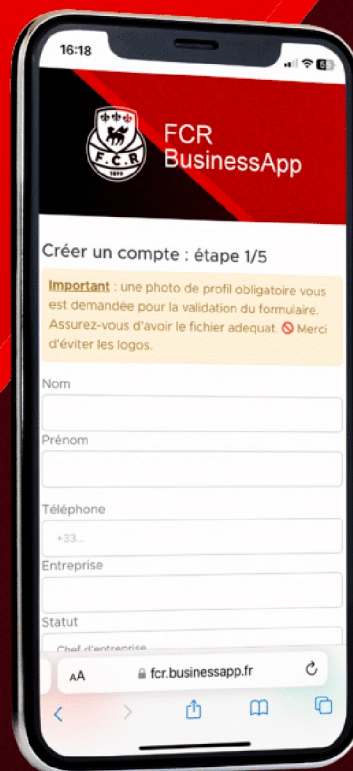 16:18
F.C.R
1899
FCR
BusinessApp
Créer un compte : étape 1/5
Important : une photo de profil obligatoire vous
est demandée pour la validation du formulaire.
Assurez-vous d'avoir le fichier adequat. 🚫 Merci
d'éviter les logos.
Nom
Prénom
Téléphone
+33...
Entreprise
Statut
Chef d'entreprise
AA
fcr.businessapp.fr